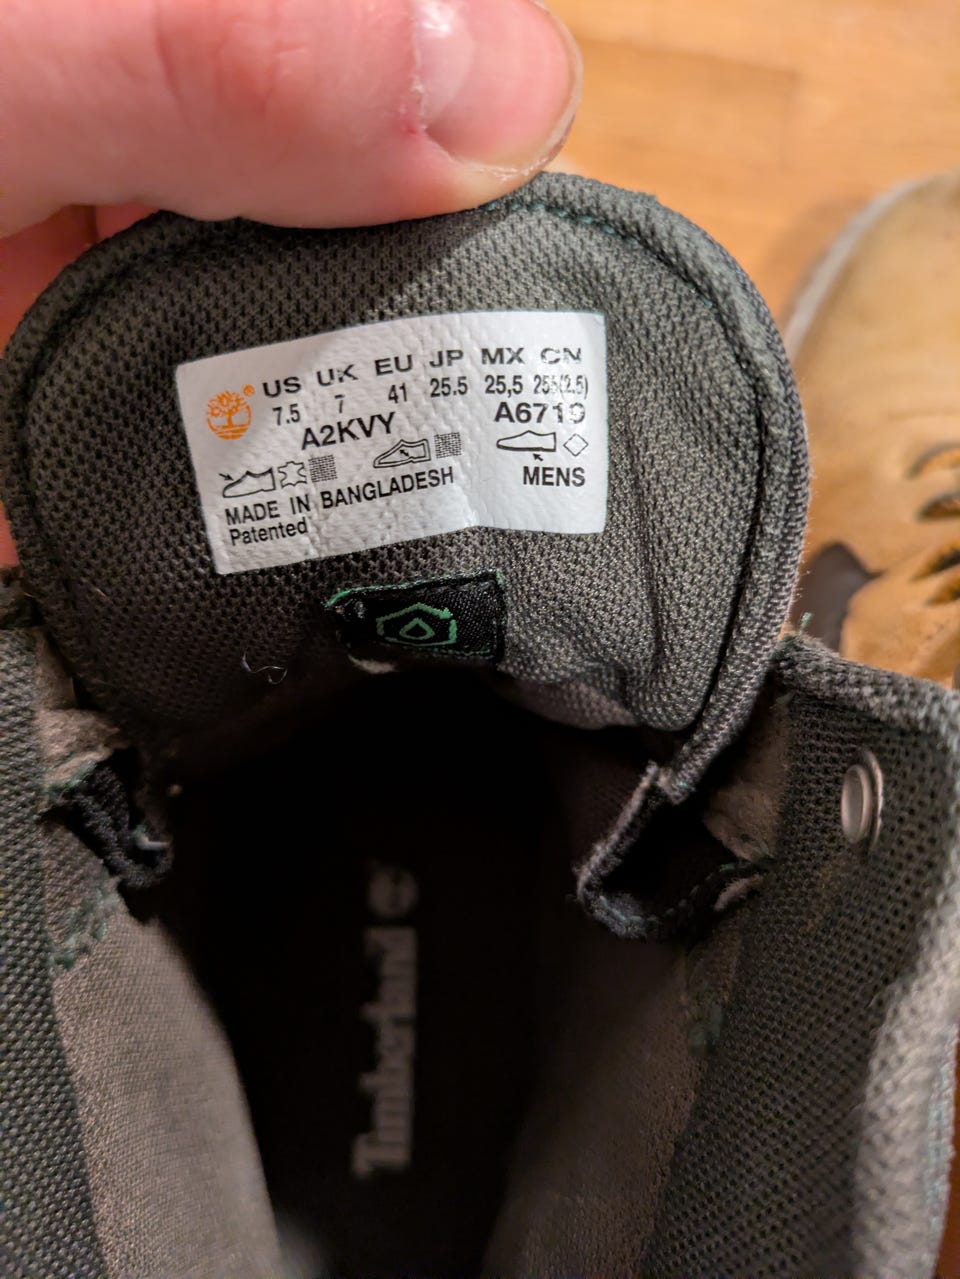 US UK EU JP MX CN
7.5 7 41 25.5 25,5 255(2.5)
A2KVY A6719
MENS
MADE IN BANGLADESH
Patented
Timberland